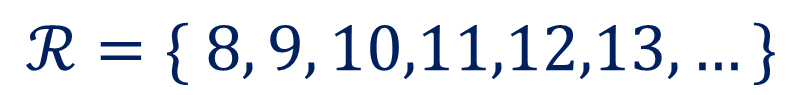 ℛ = { 8, 9, 10,11,12,13, … }